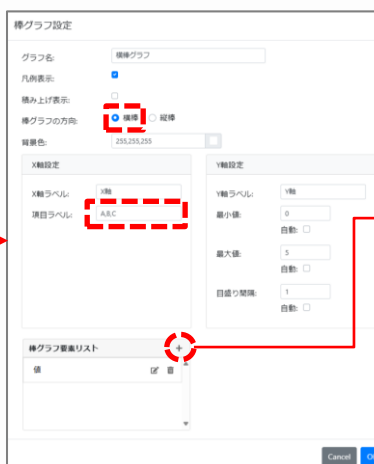 棒グラフ設定
グラフ名: 横棒グラフ
凡例表示:
積み上げ表示:
棒グラフの方向: 横棒 縦棒
背景色: 255,255,255
X軸設定
X軸ラベル: X軸
項目ラベル: A,B,C
Y軸設定
Y軸ラベル: Y軸
最小値: 0
自動:
最大値: 5
自動:
目盛り間隔: 1
自動:
棒グラフ要素リスト +
値
Cancel